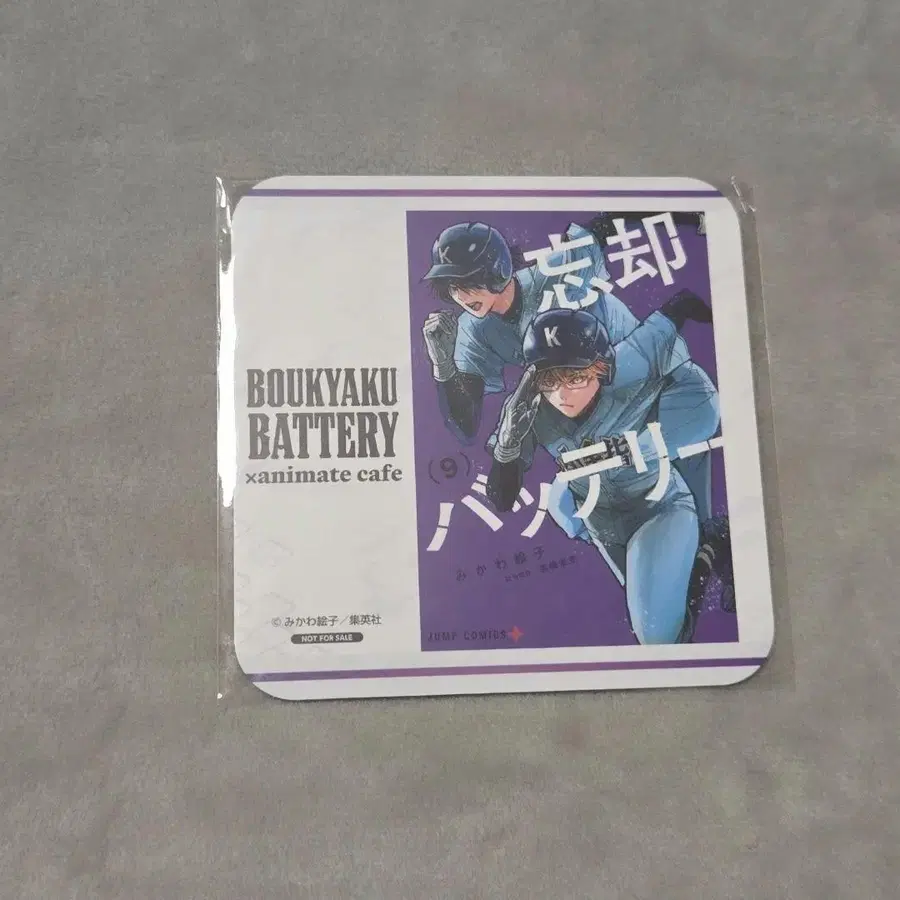 BOUKYAKU
BATTERY
×animate cafe
©みかわ絵子／集英社
NOT FOR SALE
K
忘却
K
(9)
バッテリー
みかわ絵子
JUMP COMICS+